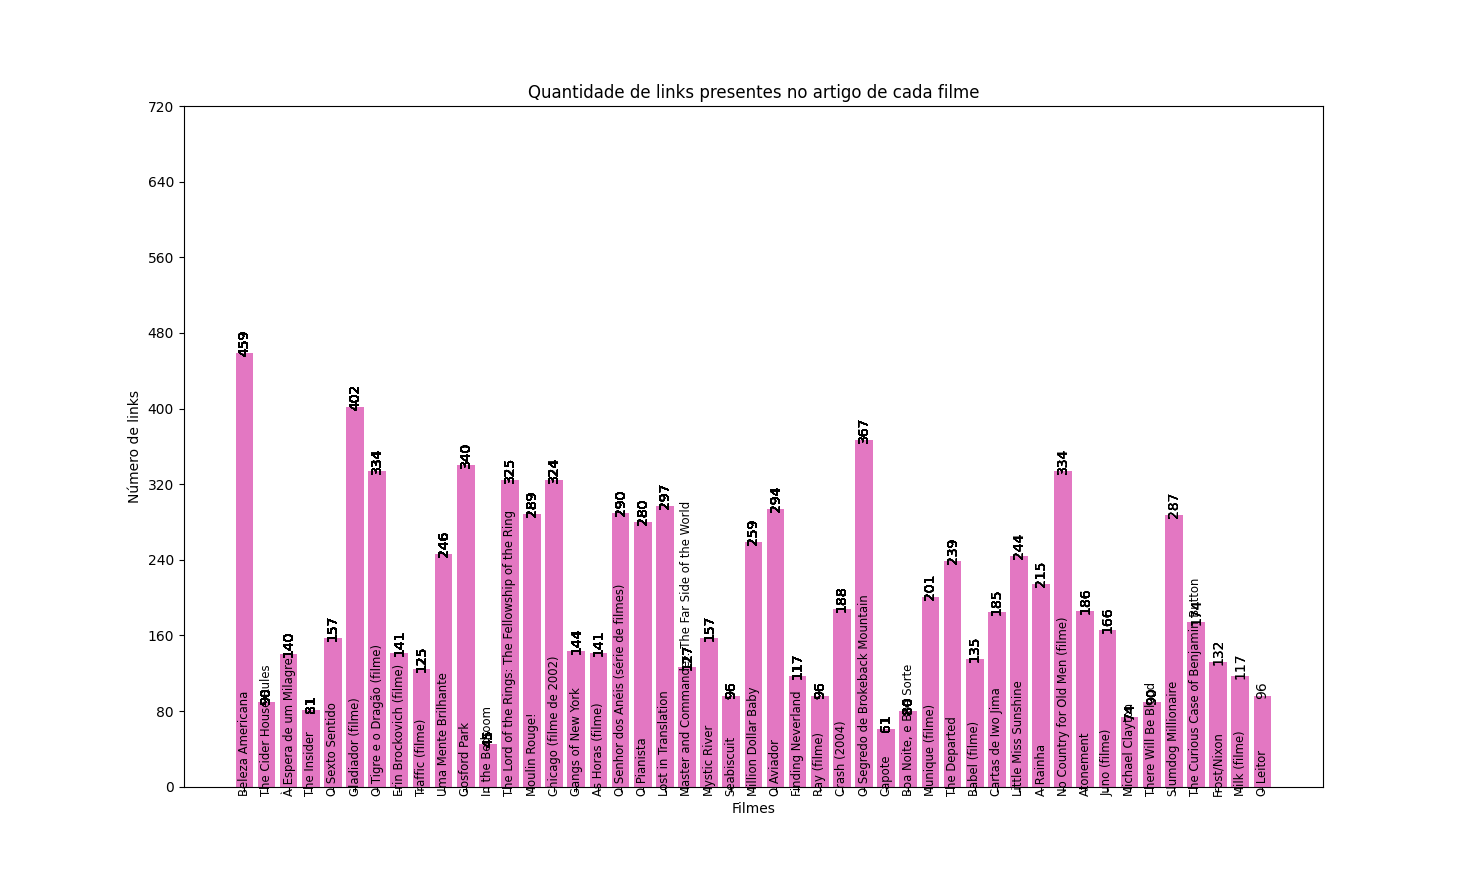 Quantidade de links presentes no artigo de cada filme
Número de links
720
640
560
480
400
320
240
160
80
0
459
90
140
81
157
402
334
141
125
246
340
45
325
289
324
144
141
290
280
297
127
157
96
259
294
117
96
188
367
61
80
201
239
135
185
244
215
334
186
166
74
90
287
174
132
117
96
Beleza Americana
The Cider House Rules
À Espera de um Milagre
The Insider
O Sexto Sentido
Gladiador (filme)
O Tigre e o Dragão (filme)
Erin Brockovich (filme)
Traffic (filme)
Uma Mente Brilhante
Gosford Park
In the Bedroom
The Lord of the Rings: The Fellowship of the Ring
Moulin Rouge!
Chicago (filme de 2002)
Gangs of New York
As Horas (filme)
O Senhor dos Anéis (série de filmes)
O Pianista
Lost in Translation
Master and Commander: The Far Side of the World
Mystic River
Seabiscuit
Million Dollar Baby
O Aviador
Finding Neverland
Ray (filme)
Crash (2004)
O Segredo de Brokeback Mountain
Capote
Boa Noite, e Boa Sorte
Munique (filme)
The Departed
Babel (filme)
Cartas de Iwo Jima
Little Miss Sunshine
A Rainha
No Country for Old Men (filme)
Atonement
Juno (filme)
Michael Clayton
There Will Be Blood
Slumdog Millionaire
The Curious Case of Benjamin Button
Frost/Nixon
Milk (filme)
O Leitor
Filmes